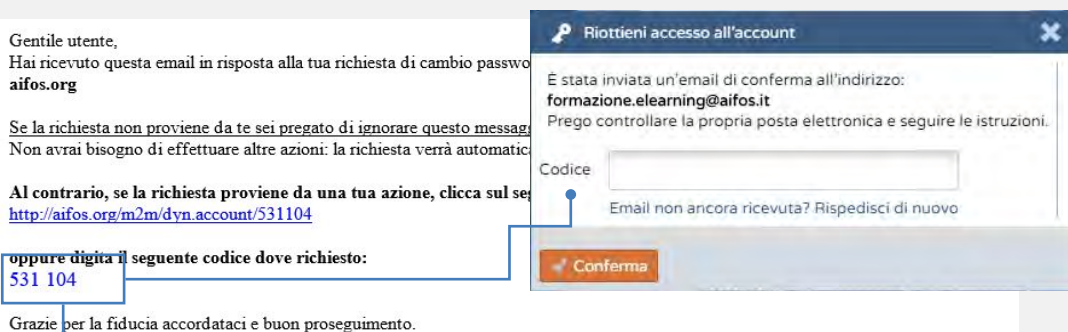 Gentile utente,
Hai ricevuto questa email in risposta alla tua richiesta di cambio passwo
aifos.org
Se la richiesta non proviene da te sei pregato di ignorare questo messag
Non avrai bisogno di effettuare altre azioni: la richiesta verrà automatica
Al contrario, se la richiesta proviene da una tua azione, clicca sul seg
http://aifos.org/m2m/dyn.account/531104
oppure digita il seguente codice dove richiesto:
531 104
Grazie per la fiducia accordataci e buon proseguimento.
Riottieni accesso all'account
È stata inviata un'email di conferma all'indirizzo:
formazione.elearning@aifos.it
Prego controllare la propria posta elettronica e seguire le istruzioni.
Codice
Email non ancora ricevuta? Rispedisci di nuovo
Conferma